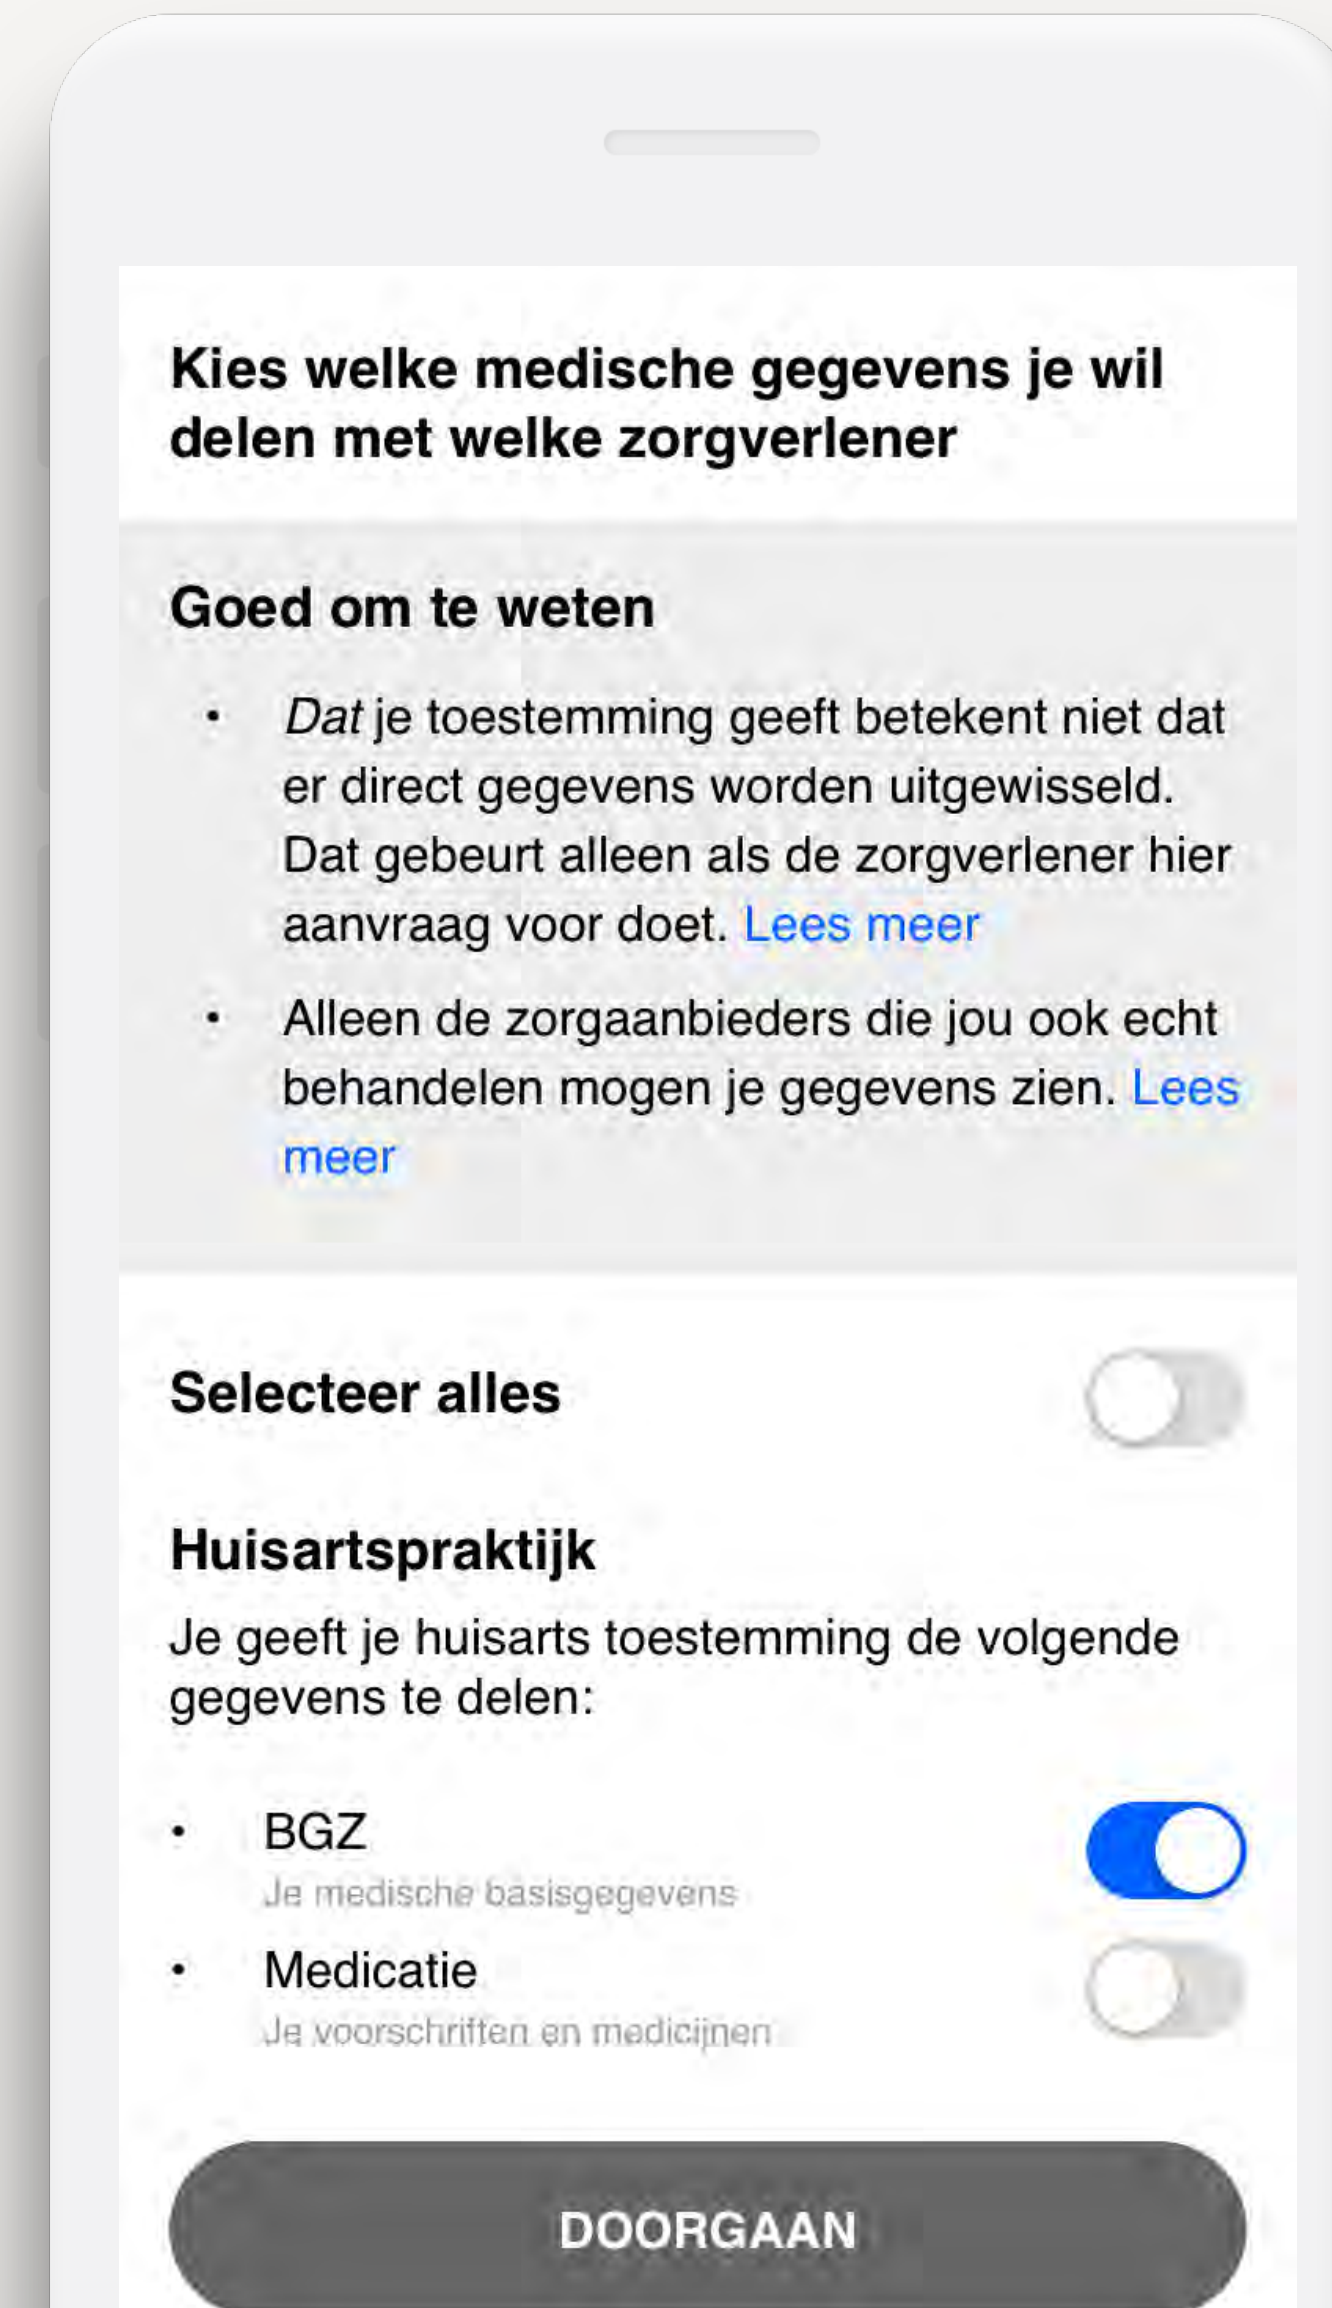 Kies welke medische gegevens je wil
delen met welke zorgverlener
Goed om te weten
• Dat je toestemming geeft betekent niet dat
er direct gegevens worden uitgewisseld.
Dat gebeurt alleen als de zorgverlener hier
aanvraag voor doet. Lees meer
• Alleen de zorgaanbieders die jou ook echt
behandelen mogen je gegevens zien. Lees
meer
Selecteer alles
Huisartspraktijk
Je geeft je huisarts toestemming de volgende
gegevens te delen:
• BGZ
Je medische basisgegevens
• Medicatie
Je voorschriften en medicijnen
DOORGAAN